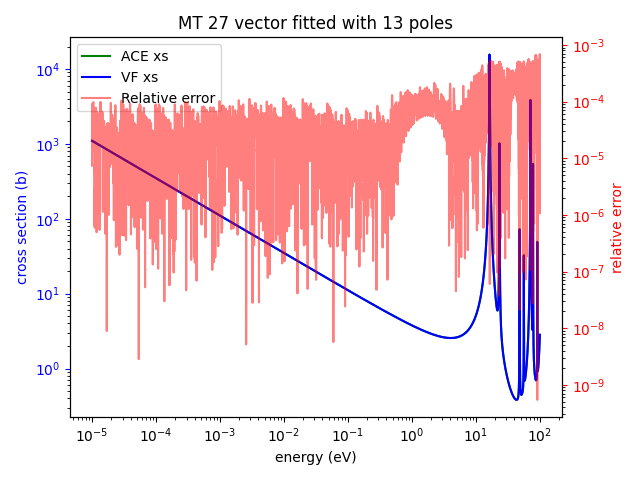 MT 27 vector fitted with 13 poles
ACE xs
VF xs
Relative error
cross section (b)
10^4
10^3
10^2
10^1
10^0
10^-3
10^-4
10^-5
10^-6
10^-7
10^-8
10^-9
relative error
10^-5 10^-4 10^-3 10^-2 10^-1 10^0 10^1 10^2
energy (eV)